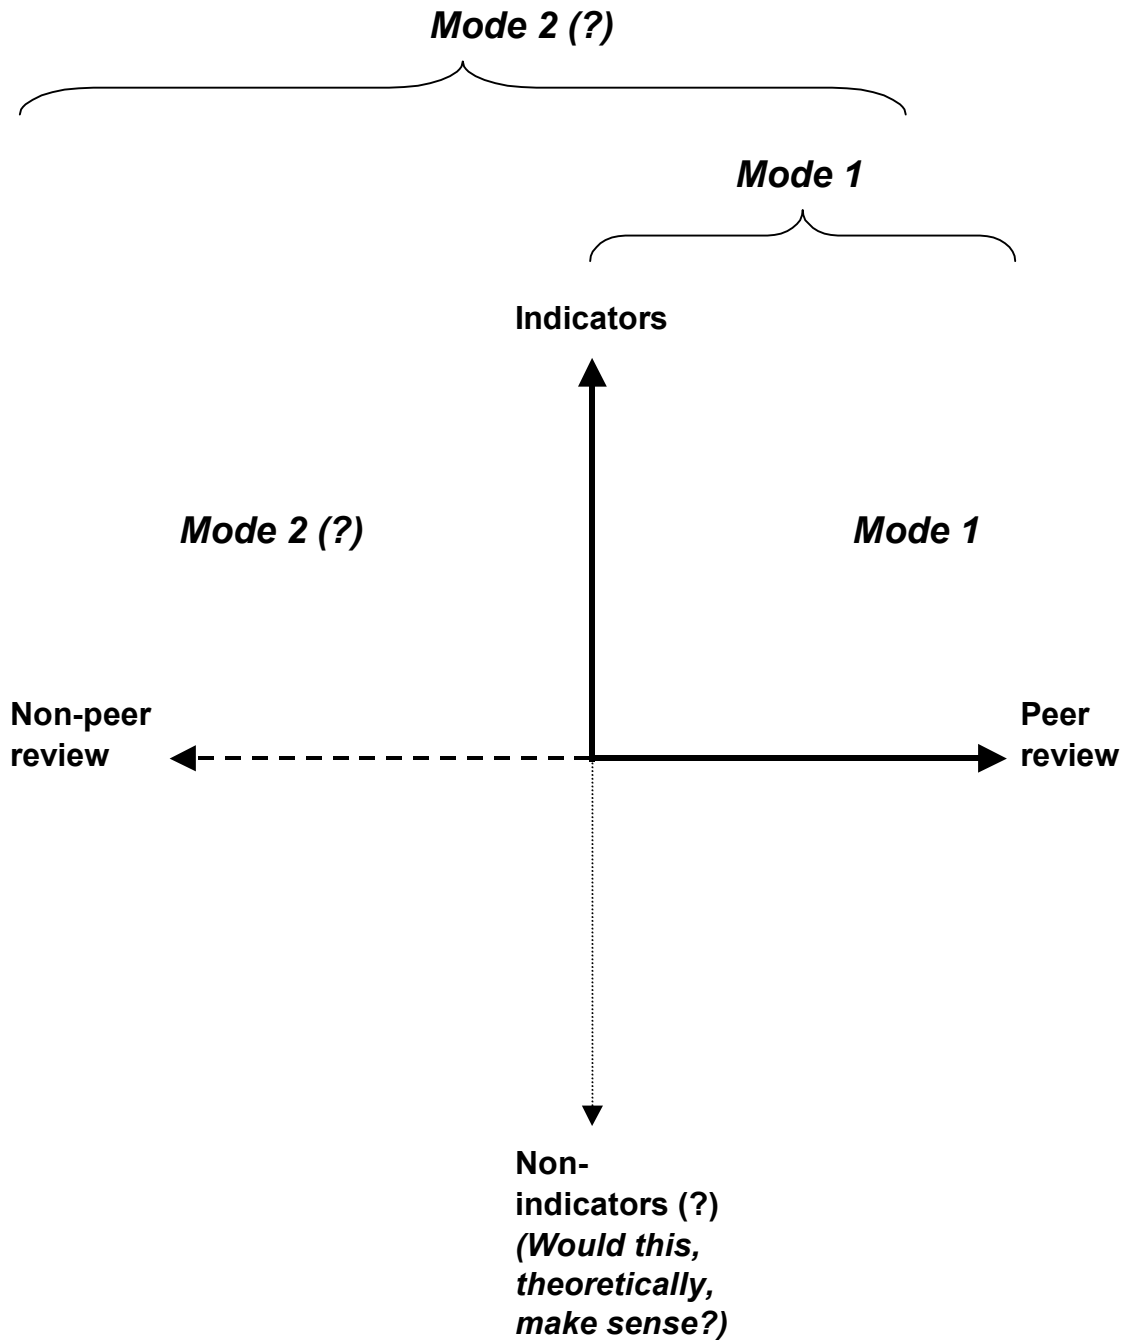 Mode 2 (?)
Mode 1
Indicators
Mode 2 (?)
Mode 1
Non-peer
review
Peer
review
Non-
indicators (?)
(Would this,
theoretically,
make sense?)